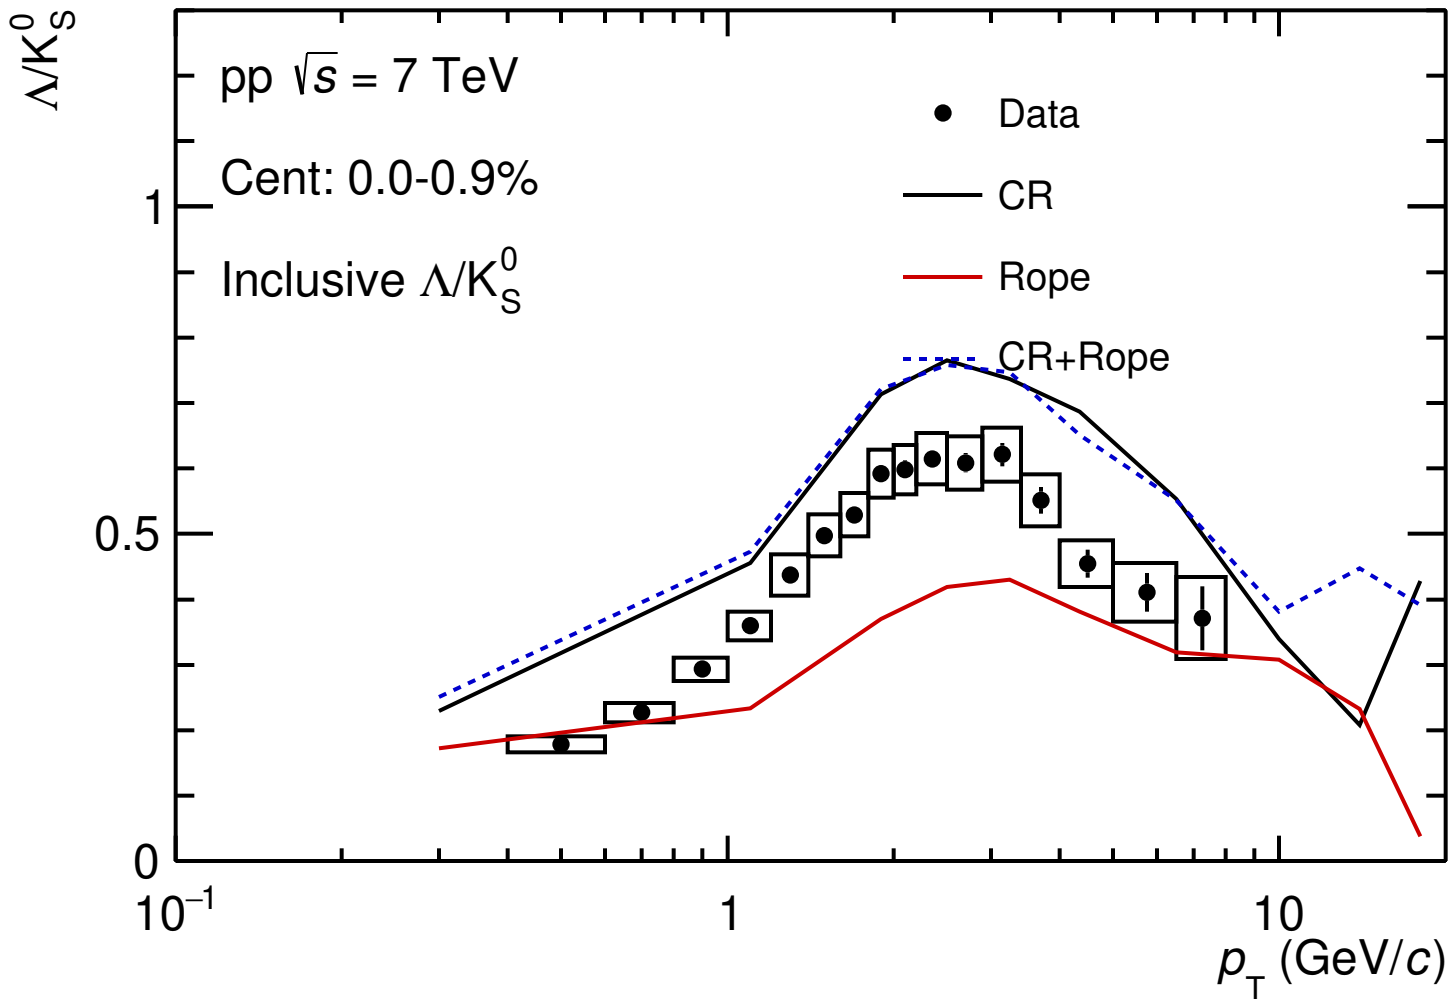 Λ/K⁰_S
pp √s = 7 TeV
Cent: 0.0-0.9%
Inclusive Λ/K⁰_S
Data
CR
Rope
CR+Rope
1
0.5
0
10⁻¹
1
10
p_T (GeV/c)